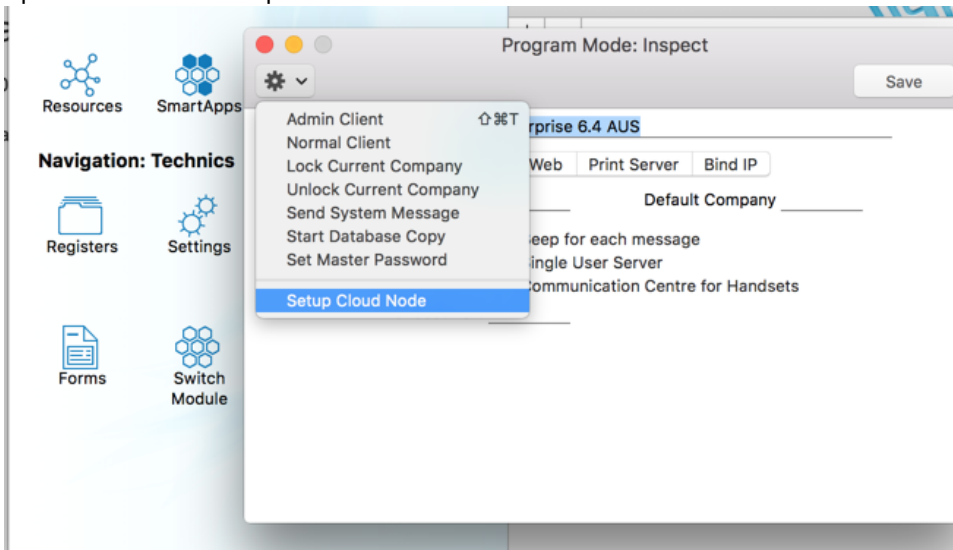 Program Mode: Inspect
Save
Resources
SmartApps
Admin Client ⇧⌘T
Normal Client
Lock Current Company
Unlock Current Company
Send System Message
Start Database Copy
Set Master Password
Setup Cloud Node
rprise 6.4 AUS
Web Print Server Bind IP
Default Company
eep for each message
ingle User Server
ommunication Centre for Handsets
Navigation: Technics
Registers
Settings
Forms
Switch
Module